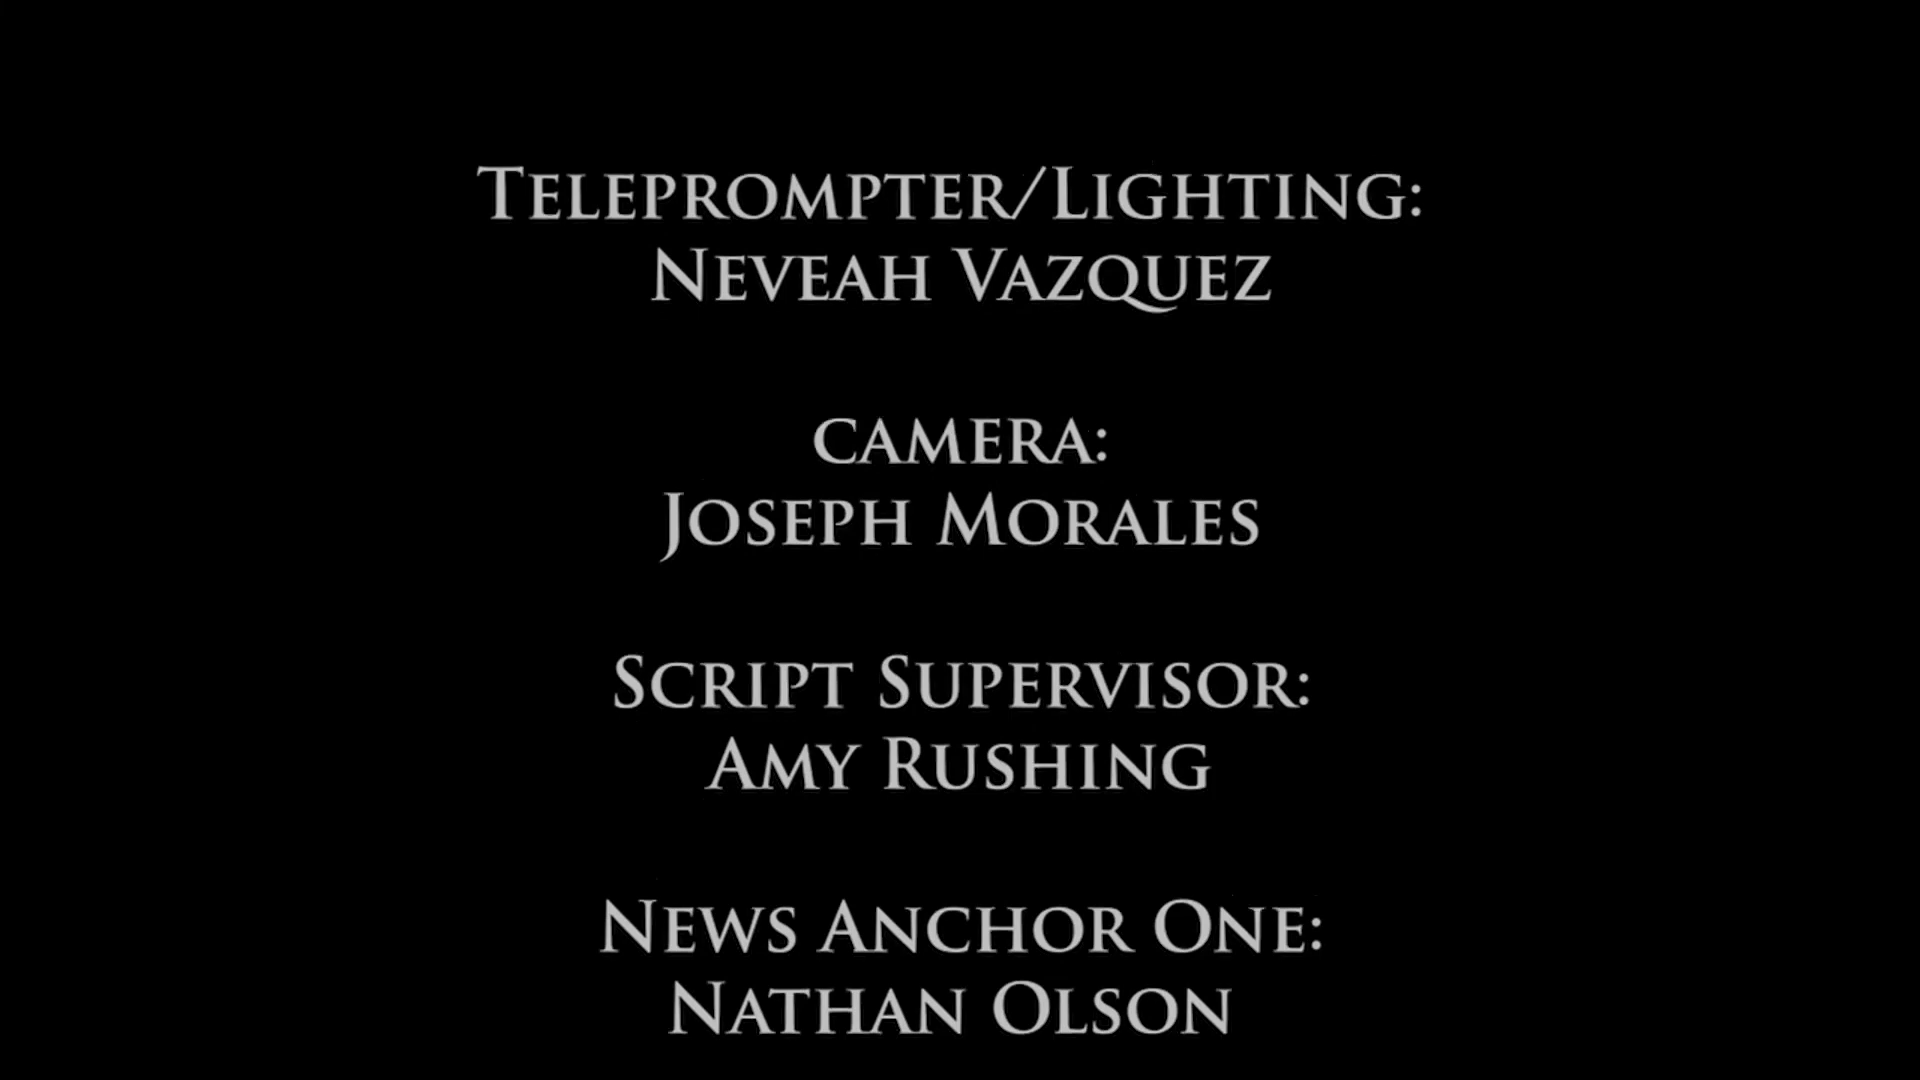 Teleprompter/Lighting:
Neveah Vazquez
camera:
Joseph Morales
Script Supervisor:
Amy Rushing
News Anchor One:
Nathan Olson